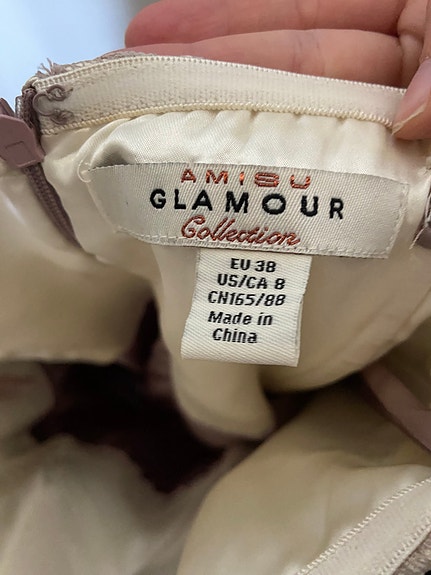 AMISU
GLAMOUR
Collection
EU 38
US/CA 8
CN165/88
Made in
China